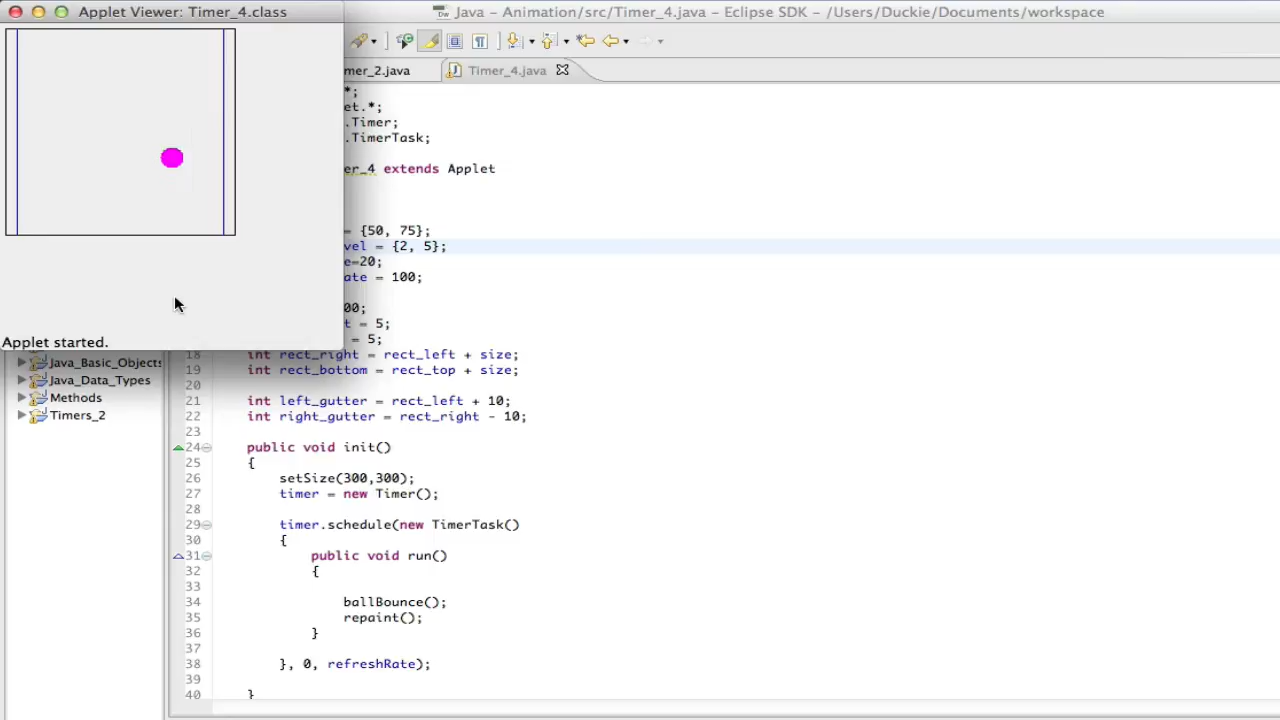 Applet Viewer: Timer_4.class
Java – Animation/src/Timer_4.java – Eclipse SDK – /Users/Duckie/Documents/workspace
mer_2.java
Timer_4.java
*;
et.*;
.Timer;
.TimerTask;
er_4 extends Applet
= {50, 75};
vel = {2, 5};
e=20;
ate = 100;
00;
t = 5;
= 5;
Applet started.
Java_Basic_Objects
Java_Data_Types
Methods
Timers_2
18 int rect_right = rect_left + size;
19 int rect_bottom = rect_top + size;
20
21 int left_gutter = rect_left + 10;
22 int right_gutter = rect_right - 10;
23
24 public void init()
25 {
26 setSize(300,300);
27 timer = new Timer();
28
29 timer.schedule(new TimerTask()
30 {
31 public void run()
32 {
33
34 ballBounce();
35 repaint();
36 }
37
38 }, 0, refreshRate);
39
40 }